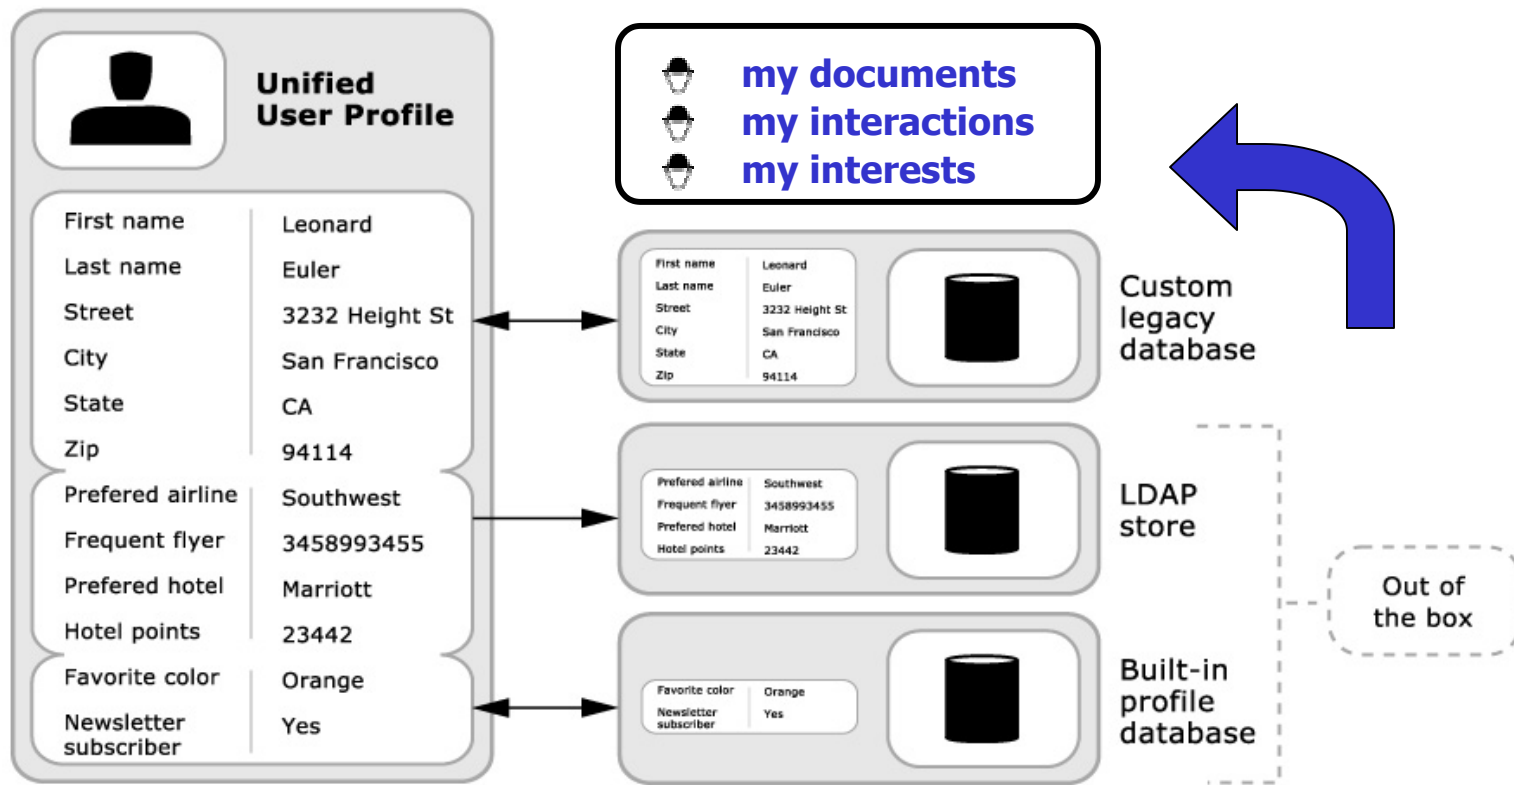 Unified
User Profile
First name Leonard
Last name Euler
Street 3232 Height St
City San Francisco
State CA
Zip 94114
Prefered airline Southwest
Frequent flyer 3458993455
Prefered hotel Marriott
Hotel points 23442
Favorite color Orange
Newsletter Yes
subscriber
my documents
my interactions
my interests
First name Leonard
Last name Euler
Street 3232 Height St
City San Francisco
State CA
Zip 94114
Custom
legacy
database
Prefered airline Southwest
Frequent flyer 3458993455
Prefered hotel Marriott
Hotel points 23442
LDAP
store
Favorite color Orange
Newsletter Yes
subscriber
Built-in
profile
database
Out of
the box